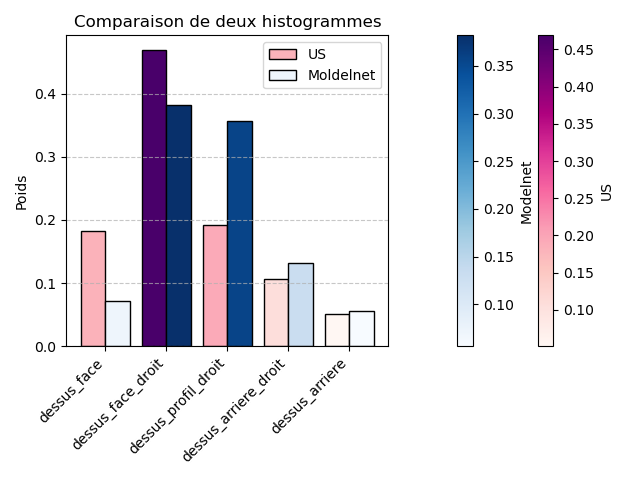 Comparaison de deux histogrammes
US
Moldelnet
Poids
0.4
0.3
0.2
0.1
0.0
dessus_face
dessus_face_droit
dessus_profil_droit
dessus_arriere_droit
dessus_arriere
0.35
0.30
0.25
0.20
0.15
0.10
Modelnet
0.45
0.40
0.35
0.30
0.25
0.20
0.15
0.10
US